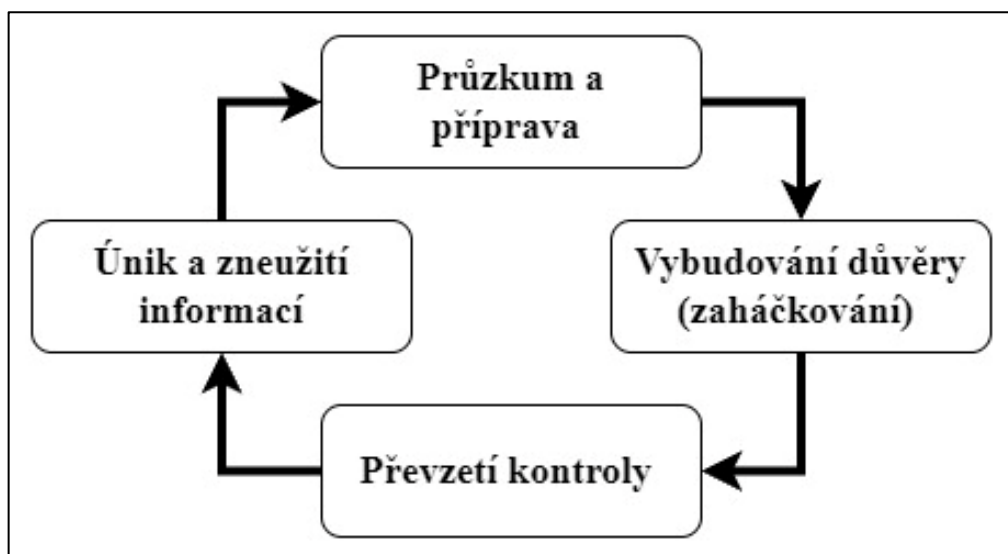 Průzkum a
příprava
Únik a zneužití
informací
Vybudování důvěry
(zaháčkování)
Převzetí kontroly